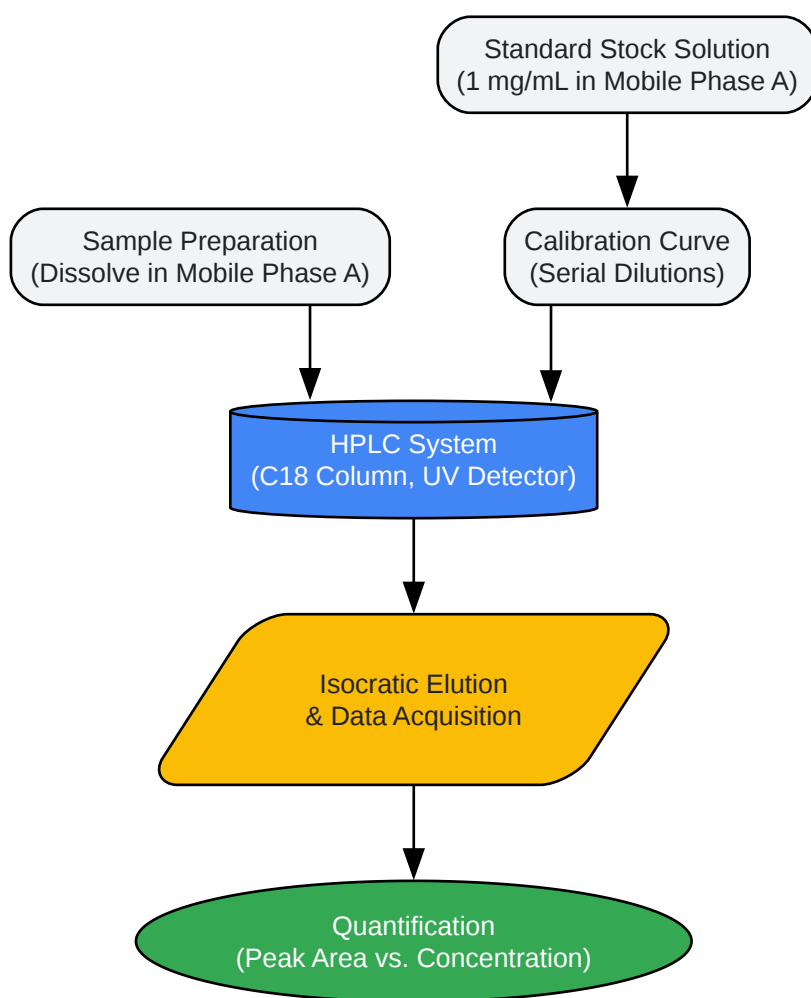 Standard Stock Solution
(1 mg/mL in Mobile Phase A)
Sample Preparation
(Dissolve in Mobile Phase A)
Calibration Curve
(Serial Dilutions)
HPLC System
(C18 Column, UV Detector)
Isocratic Elution
& Data Acquisition
Quantification
(Peak Area vs. Concentration)